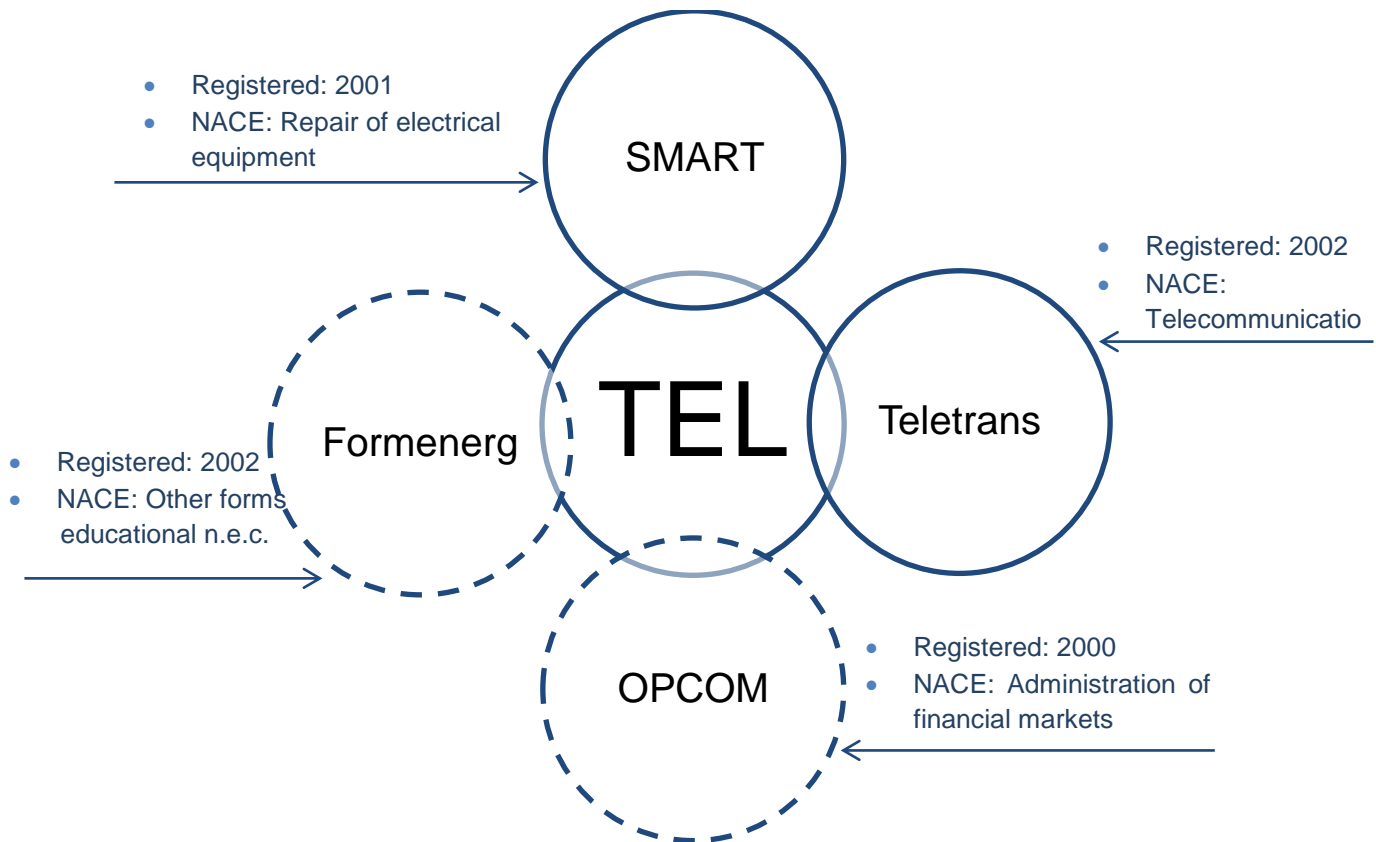 • Registered: 2001
• NACE: Repair of electrical
equipment
SMART
• Registered: 2002
• NACE:
Telecommunicatio
TEL
Teletrans
Formenerg
• Registered: 2002
• NACE: Other forms
educational n.e.c.
OPCOM
• Registered: 2000
• NACE: Administration of
financial markets